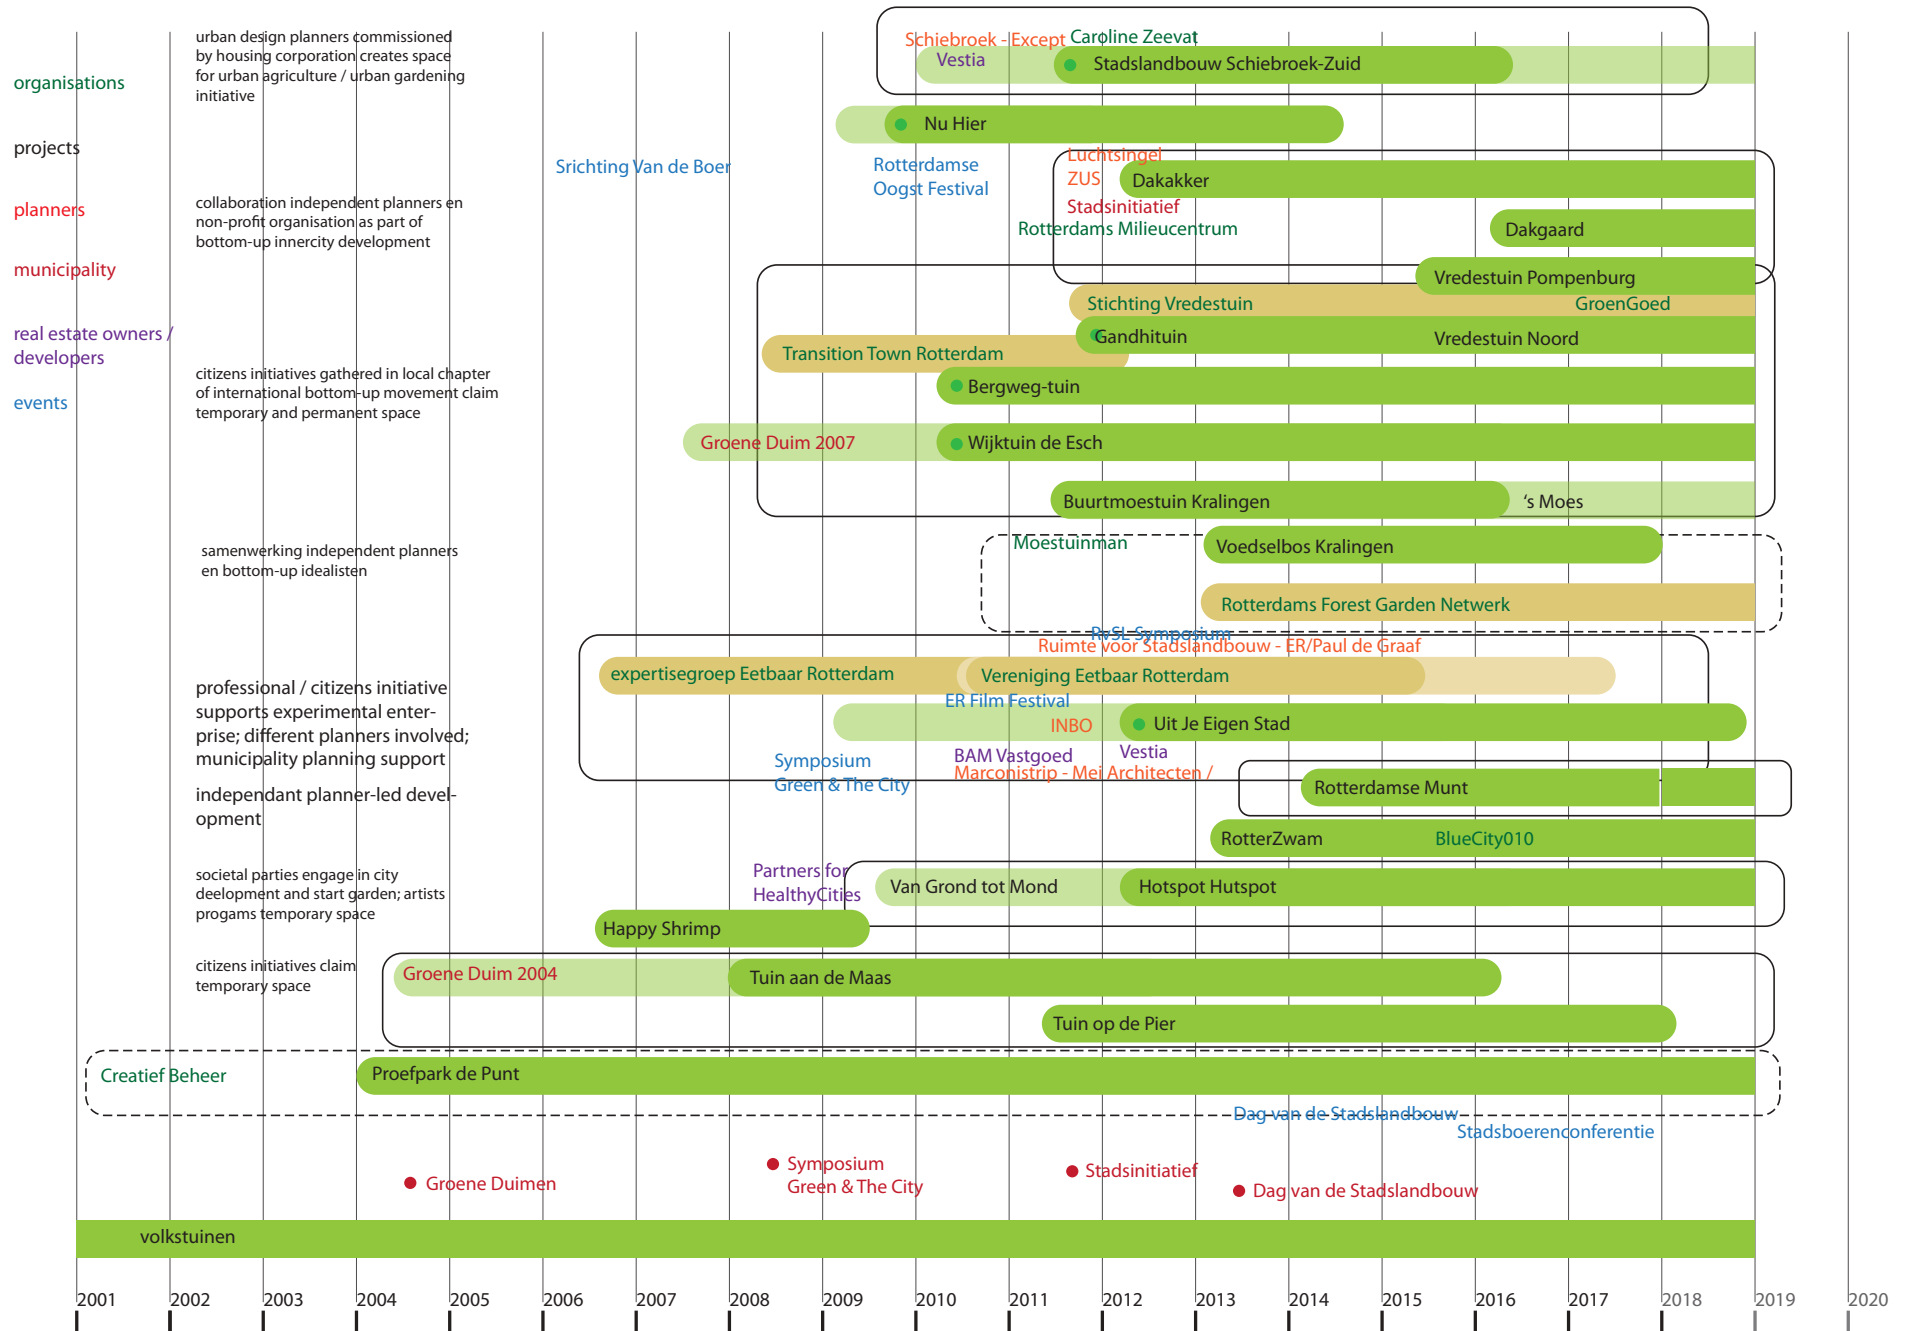 organisations
projects
planners
municipality
real estate owners /
developers
events
urban design planners commissioned
by housing corporation creates space
for urban agriculture / urban gardening
initiative
collaboration independent planners en
non-profit organisation as part of
bottom-up innercity development
citizens initiatives gathered in local chapter
of international bottom-up movement claim
temporary and permanent space
samenwerking independent planners
en bottom-up idealisten
professional / citizens initiative
supports experimental enter-
prise; different planners involved;
municipality planning support
independant planner-led devel-
opment
societal parties engage in city
deelopment and start garden; artists
progams temporary space
citizens initiatives claim
temporary space
Schiebroek - Except
Caroline Zeevat
Vestia
Stadslandbouw Schiebroek-Zuid
Nu Hier
Srichting Van de Boer
Rotterdamse
Oogst Festival
Luchtsingel
ZUS
Dakakker
Stadsinitiatief
Rotterdams Milieucentrum
Dakgaard
Vredestuin Pompenburg
Stichting Vredestuin
GroenGoed
Gandhituin
Vredestuin Noord
Transition Town Rotterdam
Bergweg-tuin
Groene Duim 2007
Wijktuin de Esch
Buurtmoestuin Kralingen
‘s Moes
Moestuinman
Voedselbos Kralingen
Rotterdams Forest Garden Netwerk
RvSL Symposium
Ruimte voor Stadslandbouw - ER/Paul de Graaf
expertisegroep Eetbaar Rotterdam
Vereniging Eetbaar Rotterdam
ER Film Festival
INBO
Uit Je Eigen Stad
Symposium
Green & The City
BAM Vastgoed
Vestia
Marconistrip - Mei Architecten /
Rotterdamse Munt
RotterZwam
BlueCity010
Partners for
HealthyCities
Van Grond tot Mond
Hotspot Hutspot
Happy Shrimp
Groene Duim 2004
Tuin aan de Maas
Tuin op de Pier
Creatief Beheer
Proefpark de Punt
Dag van de Stadslandbouw
Stadsboerenconferentie
Groene Duimen
Symposium
Green & The City
Stadsinitiatief
Dag van de Stadslandbouw
volkstuinen
2001 2002 2003 2004 2005 2006 2007 2008 2009 2010 2011 2012 2013 2014 2015 2016 2017 2018 2019 2020